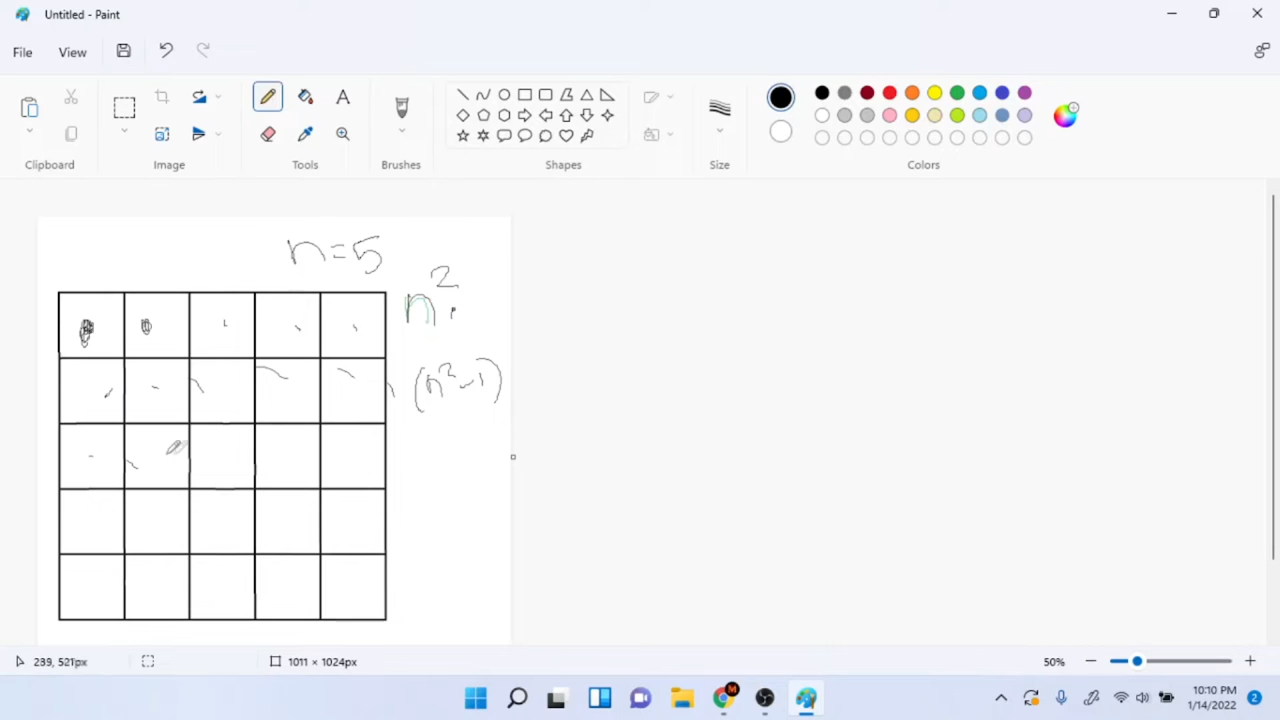 Untitled - Paint
File
View
Clipboard
Image
Tools
Brushes
Shapes
Size
Colors
n=5
n².
(n²-1)
239, 521px
1011 × 1024px
50%
10:10 PM
1/14/2022
2